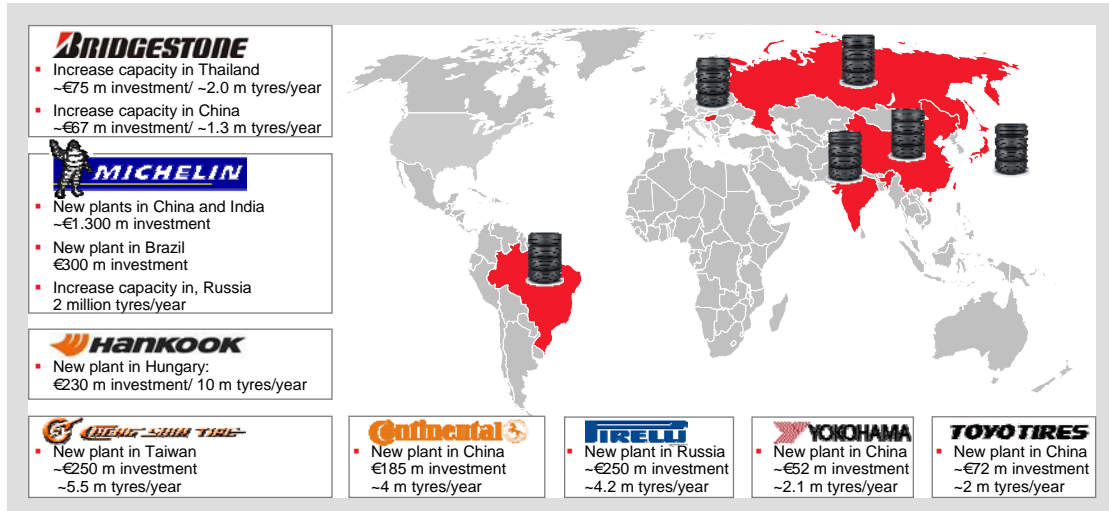 BRIDGESTONE
Increase capacity in Thailand
~€75 m investment/ ~2.0 m tyres/year
Increase capacity in China
~€67 m investment/ ~1.3 m tyres/year
MICHELIN
New plants in China and India
~€1.300 m investment
New plant in Brazil
€300 m investment
Increase capacity in, Russia
2 million tyres/year
HANKOOK
New plant in Hungary:
€230 m investment/ 10 m tyres/year
CHENG SHIN TIRE
New plant in Taiwan
~€250 m investment
~5.5 m tyres/year
Continental
New plant in China
€185 m investment
~4 m tyres/year
PIRELLI
New plant in Russia
~€250 m investment
~4.2 m tyres/year
YOKOHAMA
New plant in China
~€52 m investment
~2.1 m tyres/year
TOYO TIRES
New plant in China
~€72 m investment
~2 m tyres/year